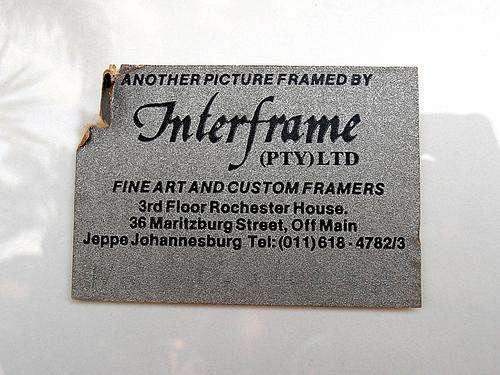 ANOTHER PICTURE FRAMED BY
Interframe
(PTY) LTD
FINE ART AND CUSTOM FRAMERS
3rd Floor Rochester House.
36 Maritzburg Street, Off Main
Jeppe Johannesburg Tel: (011) 618 - 4782/3